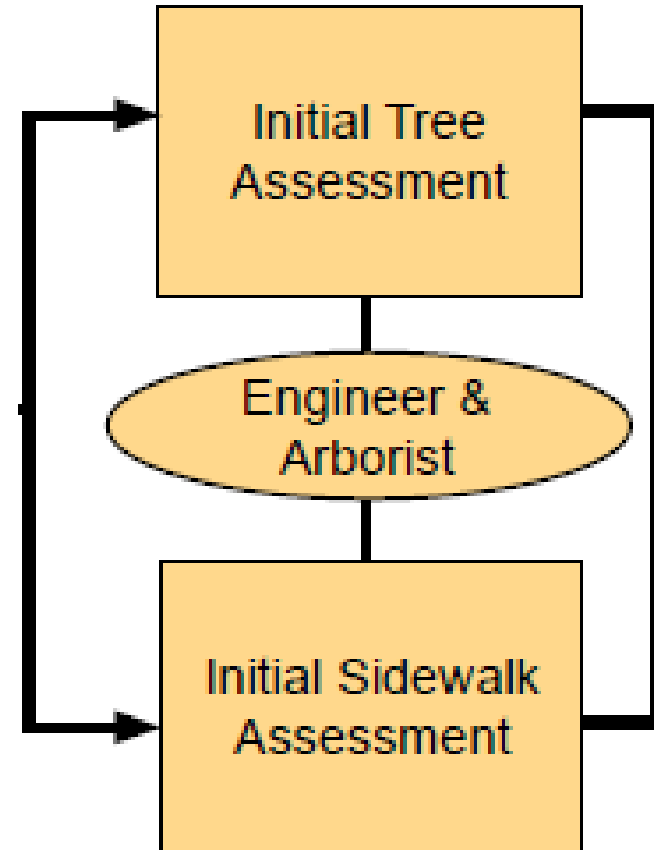 Initial Tree
Assessment
Engineer &
Arborist
Initial Sidewalk
Assessment